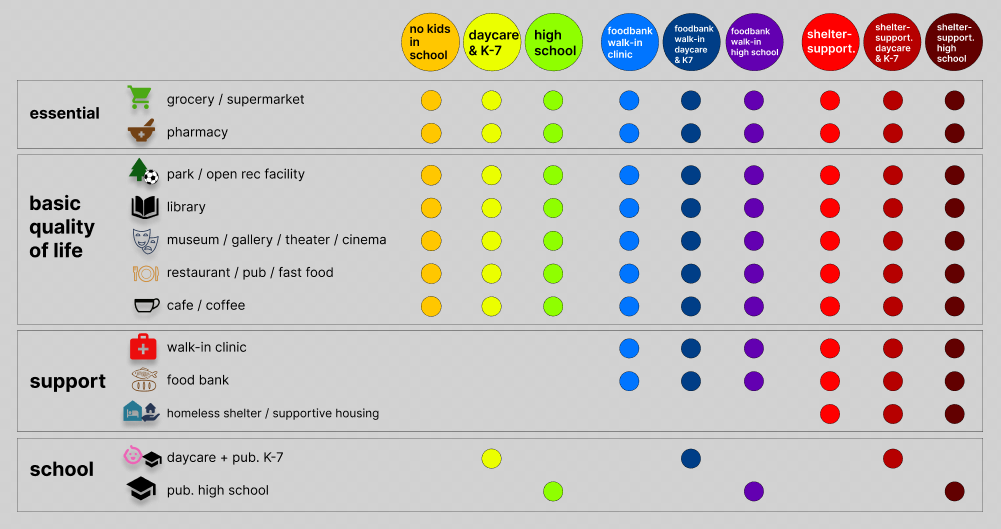 no kids
in
school
daycare
& K-7
high
school
foodbank
walk-in
clinic
foodbank
walk-in
daycare
& K7
foodbank
walk-in
high school
shelter-
support.
shelter-
support.
daycare
& K-7
shelter-
support.
high
school
essential
grocery / supermarket
pharmacy
basic
quality
of life
park / open rec facility
library
museum / gallery / theater / cinema
restaurant / pub / fast food
cafe / coffee
support
walk-in clinic
food bank
homeless shelter / supportive housing
school
daycare + pub. K-7
pub. high school